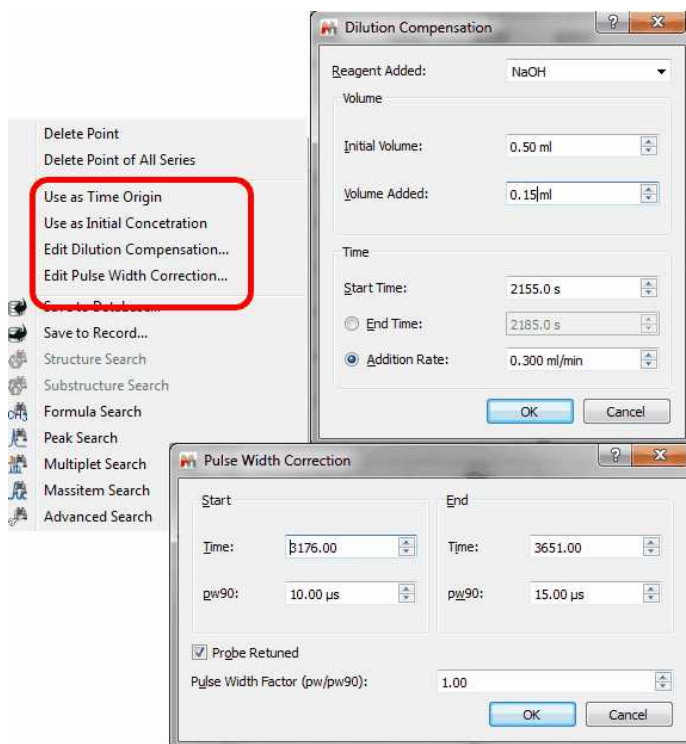 Dilution Compensation
Reagent Added: NaOH
Volume
Initial Volume: 0.50 ml
Volume Added: 0.15 ml
Time
Start Time: 2155.0 s
End Time: 2185.0 s
Addition Rate: 0.300 ml/min
OK Cancel
Delete Point
Delete Point of All Series
Use as Time Origin
Use as Initial Concetration
Edit Dilution Compensation...
Edit Pulse Width Correction...
Save to Database...
Save to Record...
Structure Search
Substructure Search
Formula Search
Peak Search
Multiplet Search
Massitem Search
Advanced Search
Pulse Width Correction
Start End
Time: 3176.00 Time: 3651.00
pw90: 10.00 µs pw90: 15.00 µs
Probe Retuned
Pulse Width Factor (pw/pw90): 1.00
OK Cancel